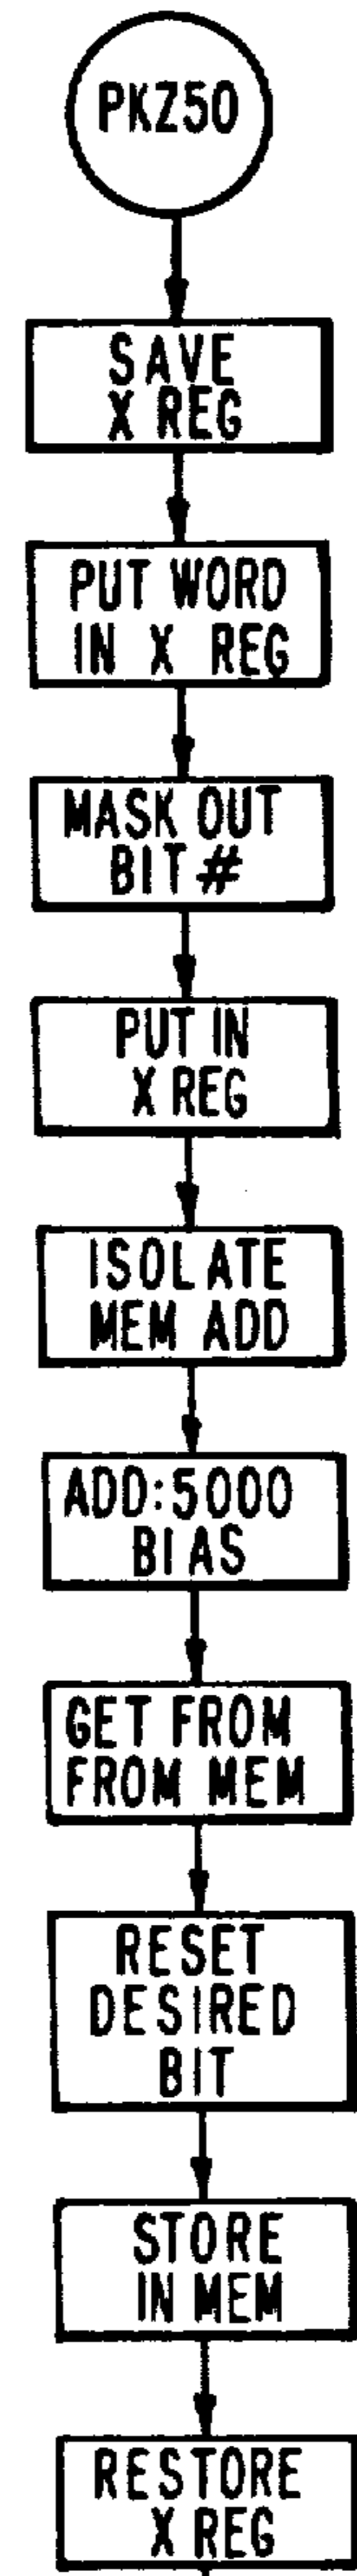 PKZ50
SAVE
X REG
PUT WORD
IN X REG
MASK OUT
BIT #
PUT IN
X REG
ISOLATE
MEM ADD
ADD:5000
BIAS
GET FROM
FROM MEM
RESET
DESIRED
BIT
STORE
IN MEM
RESTORE
X REG